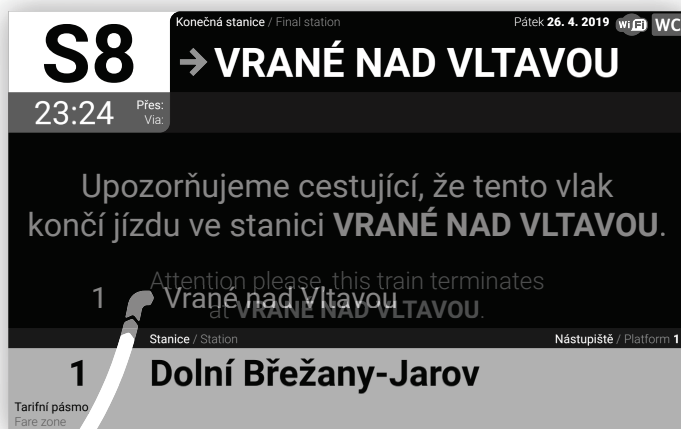 S8
Konečná stanice / Final station
Pátek 26. 4. 2019
WiFi
WC
→ VRANÉ NAD VLTAVOU
23:24
Přes:
Via:
Upozorňujeme cestující, že tento vlak
končí jízdu ve stanici VRANÉ NAD VLTAVOU.
Attention please, this train terminates
at VRANÉ NAD VLTAVOU.
1 Vrané nad Vltavou
Stanice / Station
Nástupiště / Platform 1
1 Dolní Břežany-Jarov
Tarifní pásmo
Fare zone